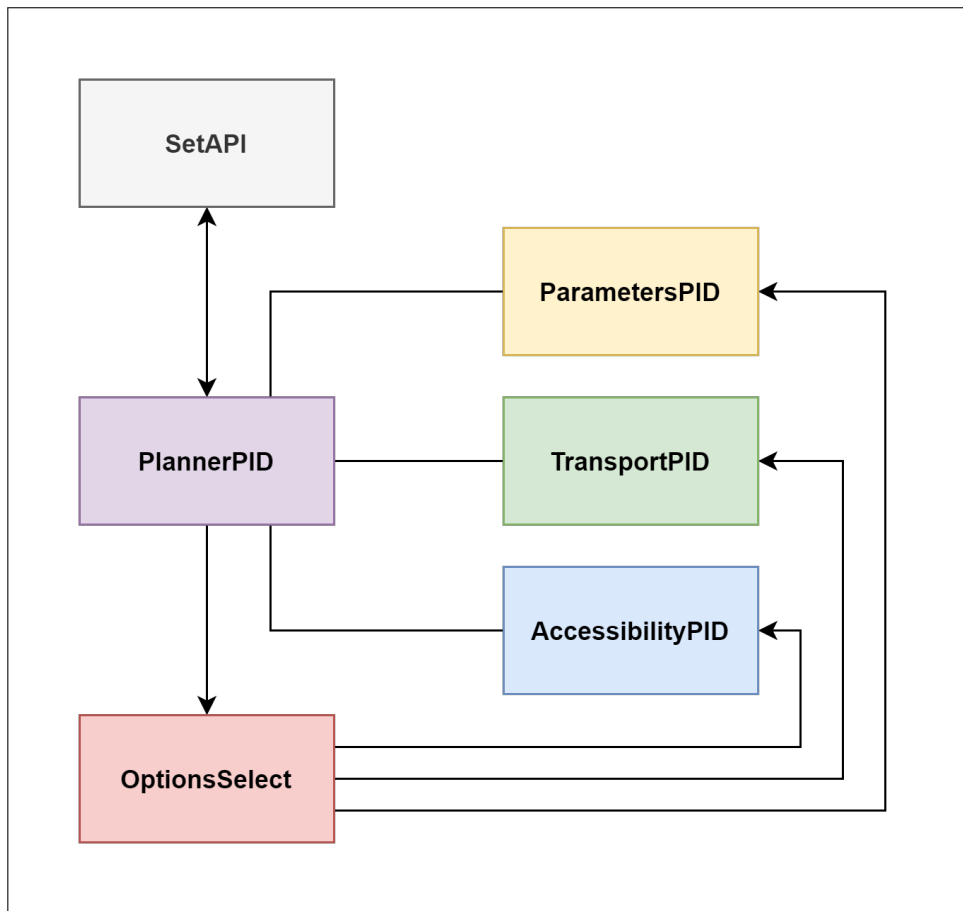 SetAPI
ParametersPID
PlannerPID
TransportPID
AccessibilityPID
OptionsSelect